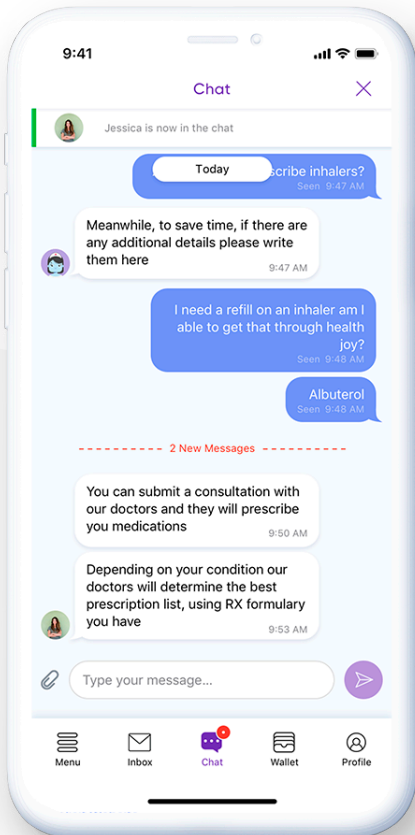 9:41
Chat
Jessica is now in the chat
Today
scribe inhalers?
Seen 9:47 AM
Meanwhile, to save time, if there are
any additional details please write
them here
9:47 AM
I need a refill on an inhaler am I
able to get that through health
joy?
Seen 9:48 AM
Albuterol
Seen 9:48 AM
2 New Messages
You can submit a consultation with
our doctors and they will prescribe
you medications
9:50 AM
Depending on your condition our
doctors will determine the best
prescription list, using RX formulary
you have
9:53 AM
Type your message...
Menu
Inbox
Chat
Wallet
Profile